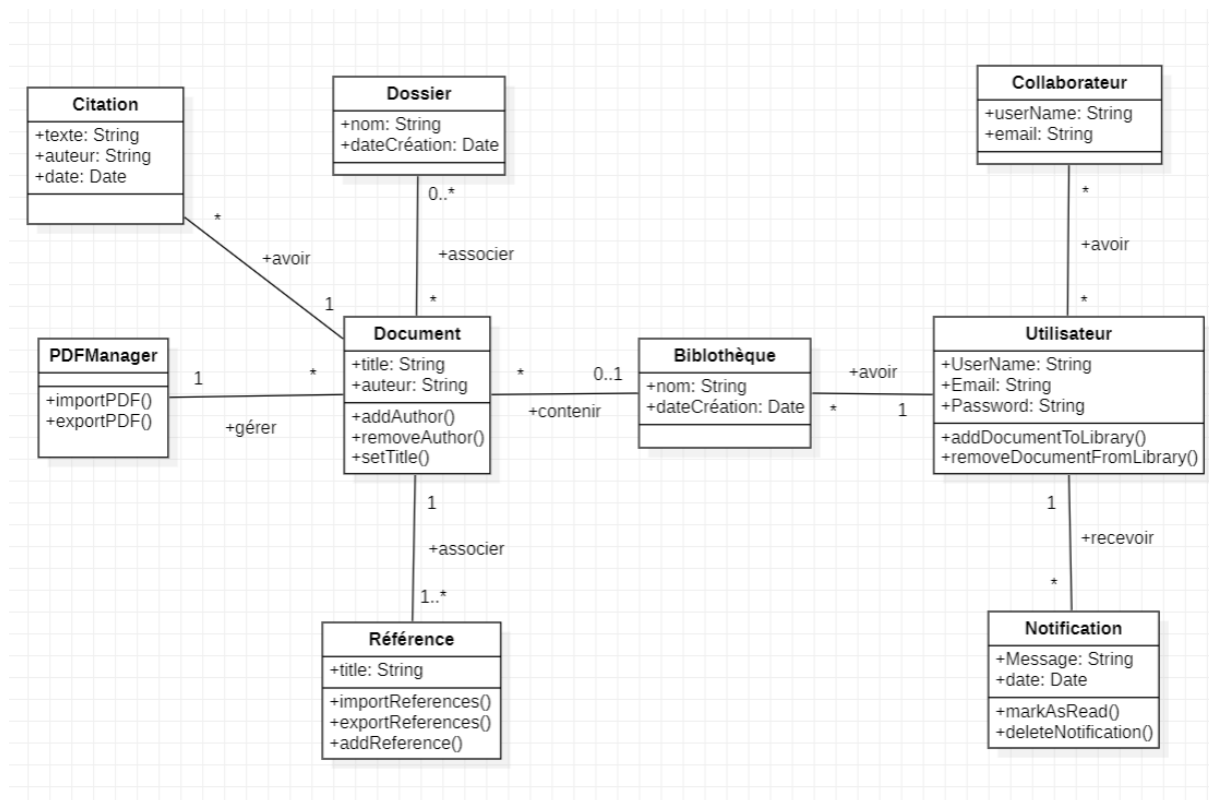 Citation
+texte: String
+auteur: String
+date: Date
Dossier
+nom: String
+dateCréation: Date
Collaborateur
+userName: String
+email: String
*
+avoir
1
0..*
+associer
*
*
+avoir
*
PDFManager
+importPDF()
+exportPDF()
1
+gérer
*
Document
+title: String
+auteur: String
+addAuthor()
+removeAuthor()
+setTitle()
*
+contenir
0..1
Biblothèque
+nom: String
+dateCréation: Date
+avoir
*
1
Utilisateur
+UserName: String
+Email: String
+Password: String
+addDocumentToLibrary()
+removeDocumentFromLibrary()
1
+associer
1..*
1
+recevoir
*
Référence
+title: String
+importReferences()
+exportReferences()
+addReference()
Notification
+Message: String
+date: Date
+markAsRead()
+deleteNotification()